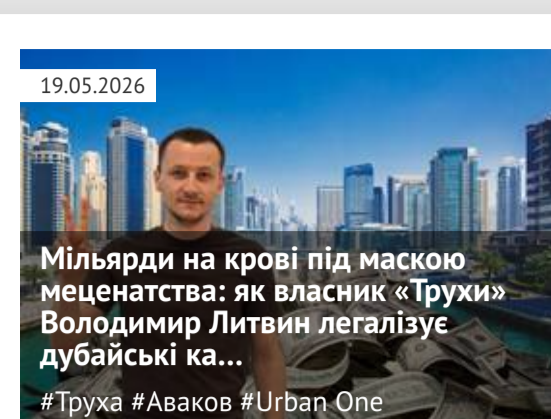 19.05.2026
Мільярди на крові під маскою
меценатства: як власник «Трухи»
Володимир Литвин легалізує
дубайські ка...
#Труха #Аваков #Urban One